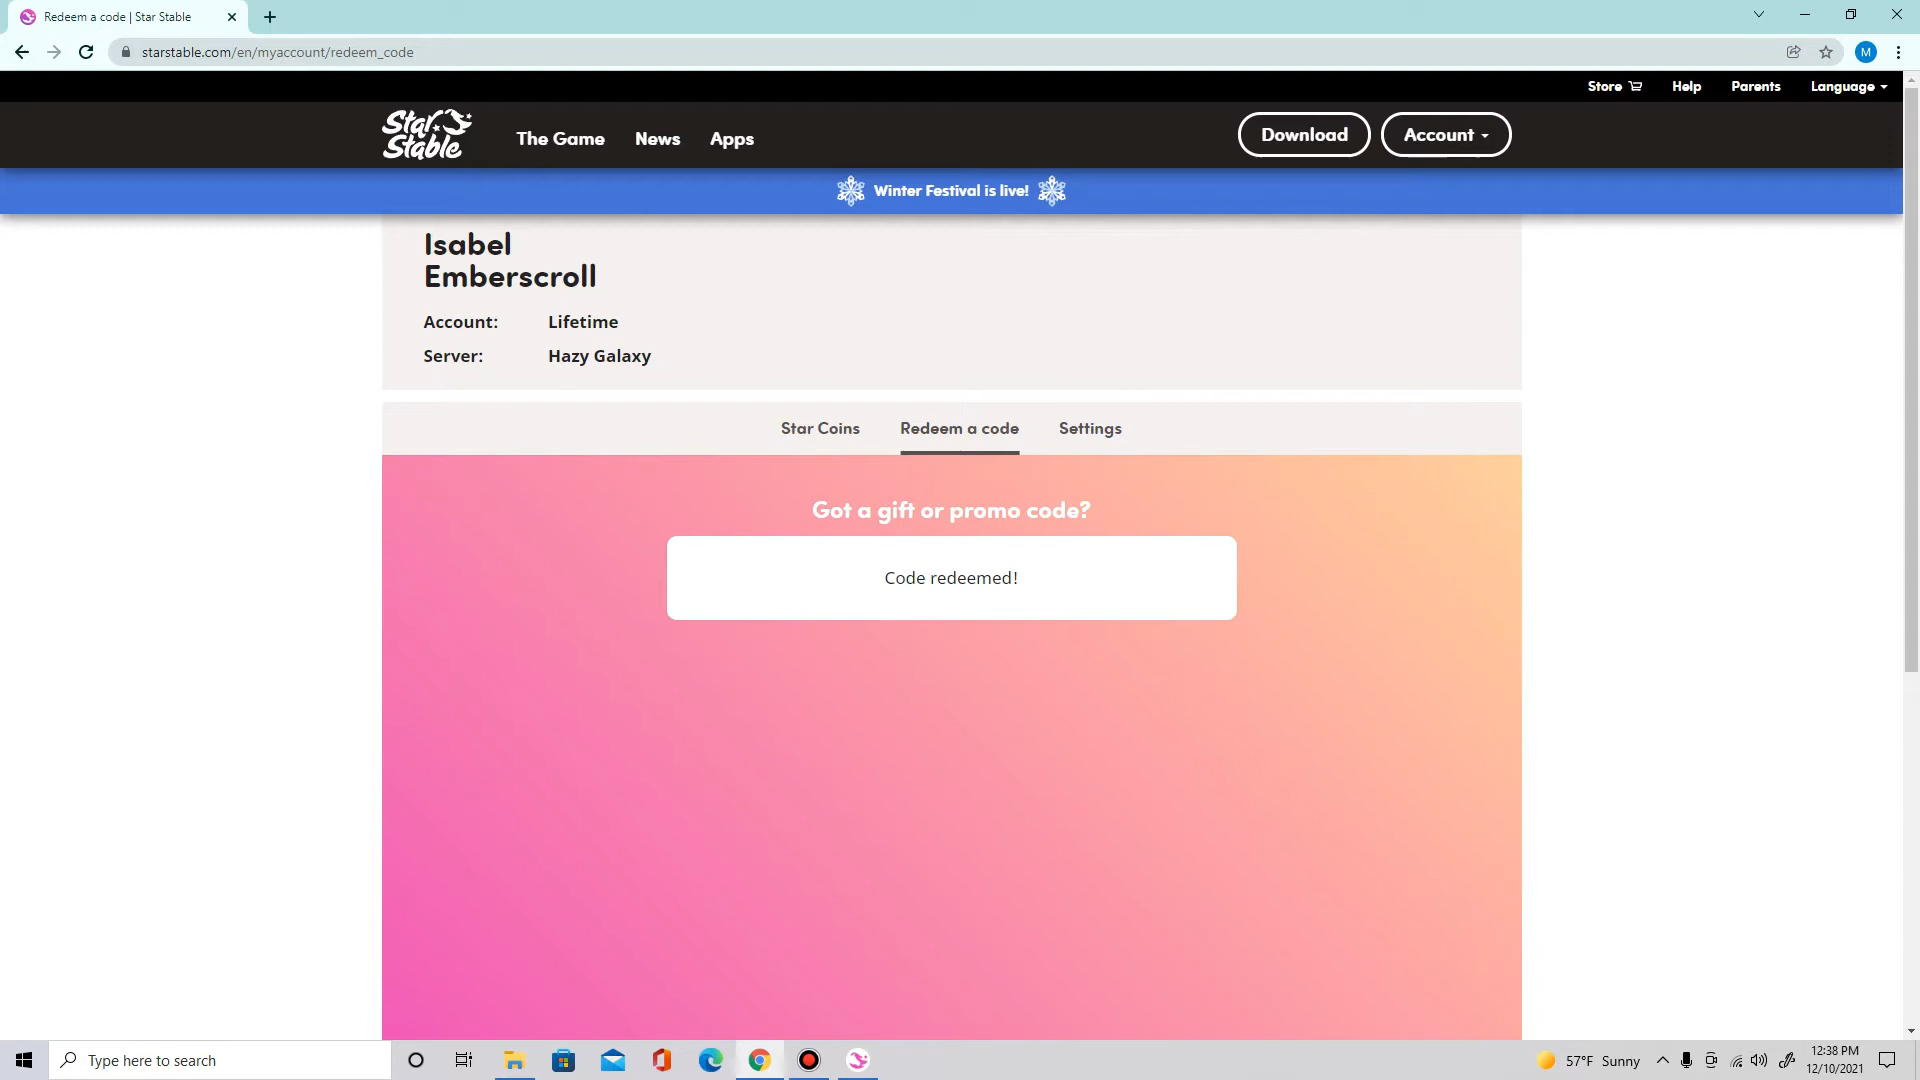 Redeem a code | Star Stable
starstable.com/en/myaccount/redeem_code
M
Store
Help
Parents
Language
Star Stable
The Game
News
Apps
Download
Account
Winter Festival is live!
Isabel
Emberscroll
Account: Lifetime
Server: Hazy Galaxy
Star Coins
Redeem a code
Settings
Got a gift or promo code?
Code redeemed!
Type here to search
57°F Sunny
12:38 PM
12/10/2021